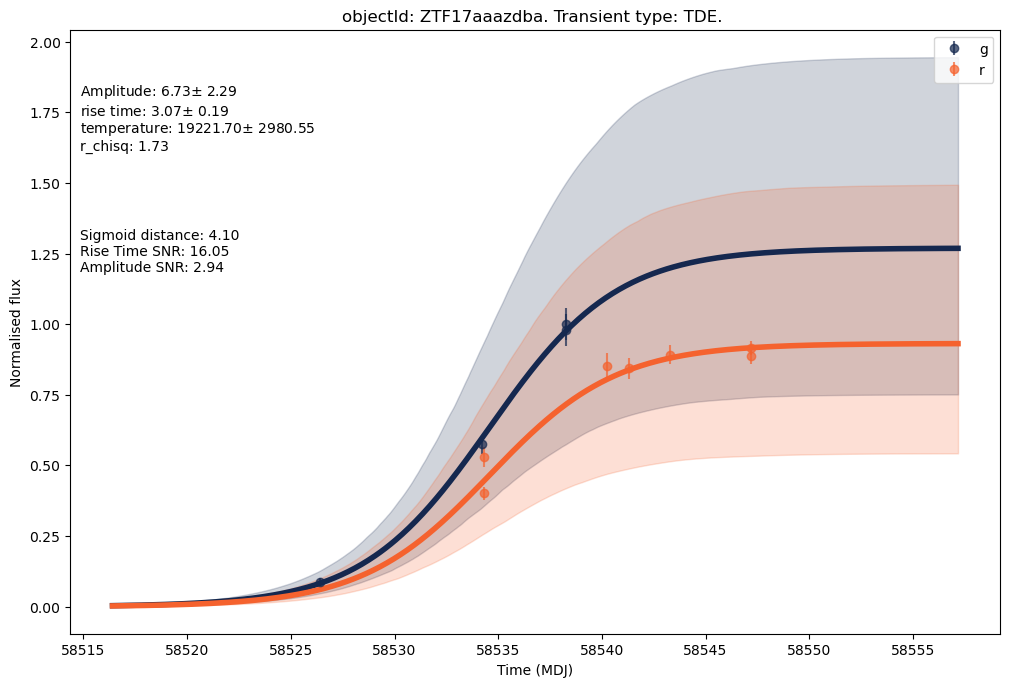 objectId: ZTF17aaazdba. Transient type: TDE.
2.00
1.75
1.50
1.25
1.00
0.75
0.50
0.25
0.00
Normalised flux
Amplitude: 6.73± 2.29
rise time: 3.07± 0.19
temperature: 19221.70± 2980.55
r_chisq: 1.73
Sigmoid distance: 4.10
Rise Time SNR: 16.05
Amplitude SNR: 2.94
g
r
58515 58520 58525 58530 58535 58540 58545 58550 58555
Time (MDJ)